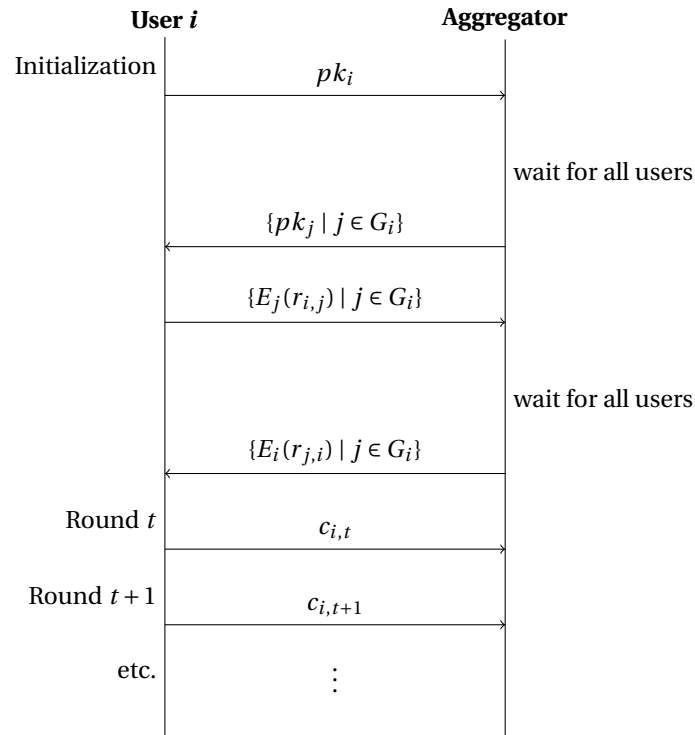 User i Aggregator
Initialization
pk_i
wait for all users
{pk_j | j ∈ G_i}
{E_j(r_{i,j}) | j ∈ G_i}
wait for all users
{E_i(r_{j,i}) | j ∈ G_i}
Round t
c_{i,t}
Round t + 1
c_{i,t+1}
etc.
⋮